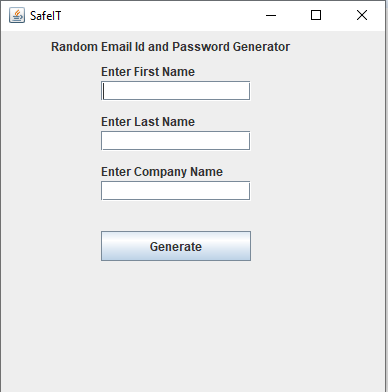 SafeIT
Random Email Id and Password Generator
Enter First Name
Enter Last Name
Enter Company Name
Generate